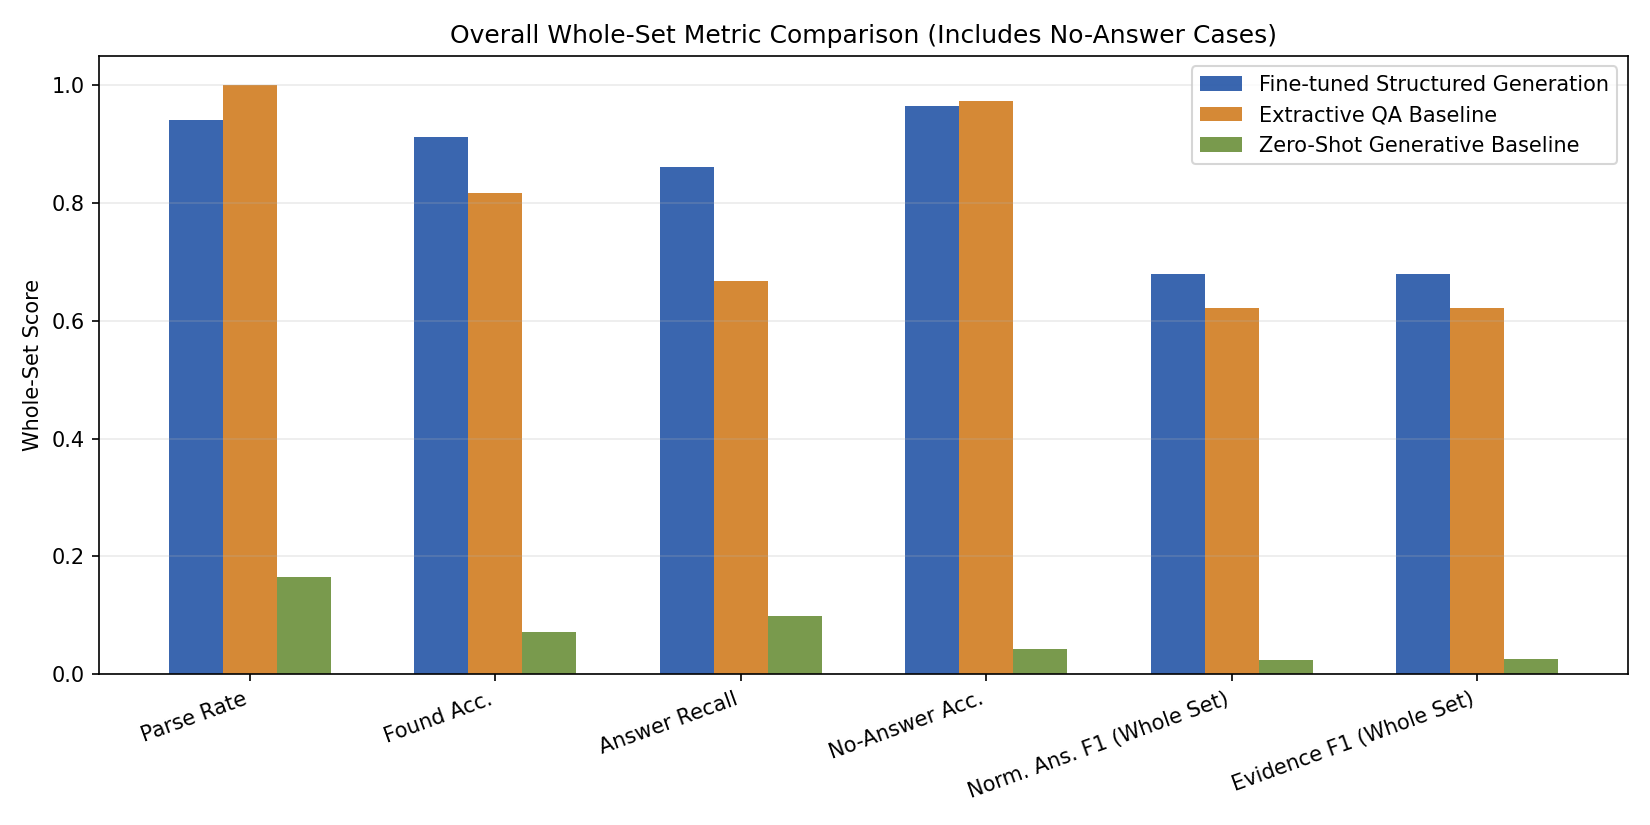 Overall Whole-Set Metric Comparison (Includes No-Answer Cases)
Fine-tuned Structured Generation
Extractive QA Baseline
Zero-Shot Generative Baseline
Whole-Set Score
1.0
0.8
0.6
0.4
0.2
0.0
Parse Rate
Found Acc.
Answer Recall
No-Answer Acc.
Norm. Ans. F1 (Whole Set)
Evidence F1 (Whole Set)